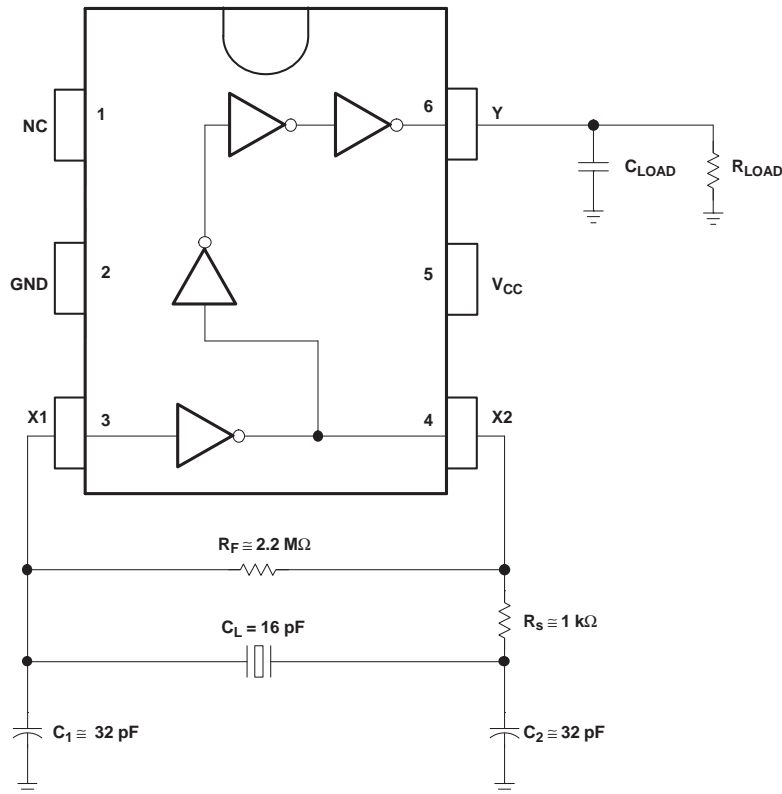 NC
1
6
Y
C_LOAD
R_LOAD
GND
2
5
V_CC
X1
3
4
X2
R_F ≅ 2.2 MΩ
R_s ≅ 1 kΩ
C_L = 16 pF
C_1 ≅ 32 pF
C_2 ≅ 32 pF